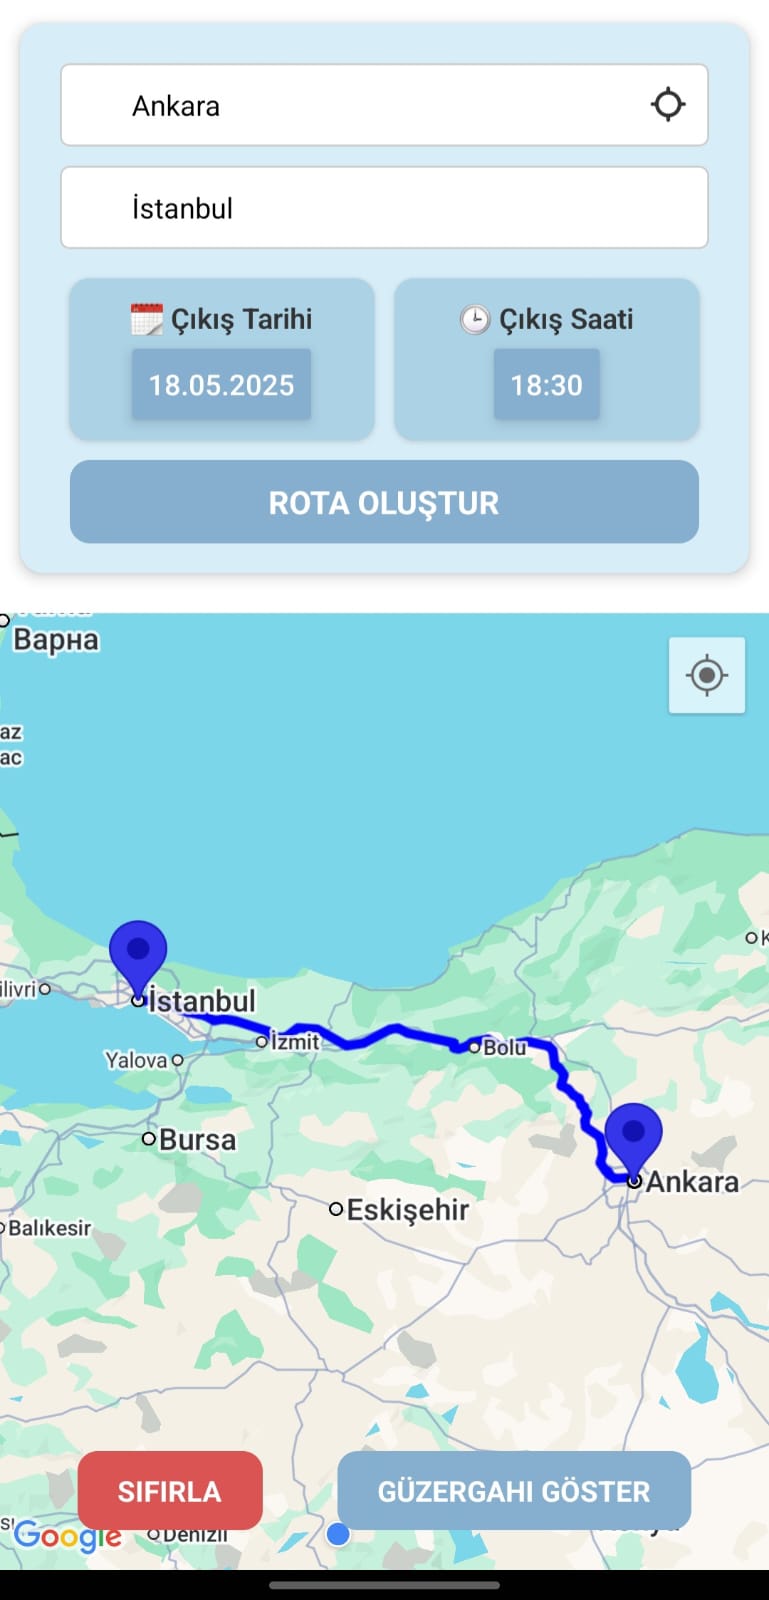 Ankara
İstanbul
Çıkış Tarihi
Çıkış Saati
18.05.2025
18:30
ROTA OLUŞTUR
Варна
az
ac
ilivri
İstanbul
İzmit
Bolu
Yalova
Bursa
Ankara
Eskişehir
Balıkesir
SIFIRLA
GÜZERGAHI GÖSTER
Google
Denizli